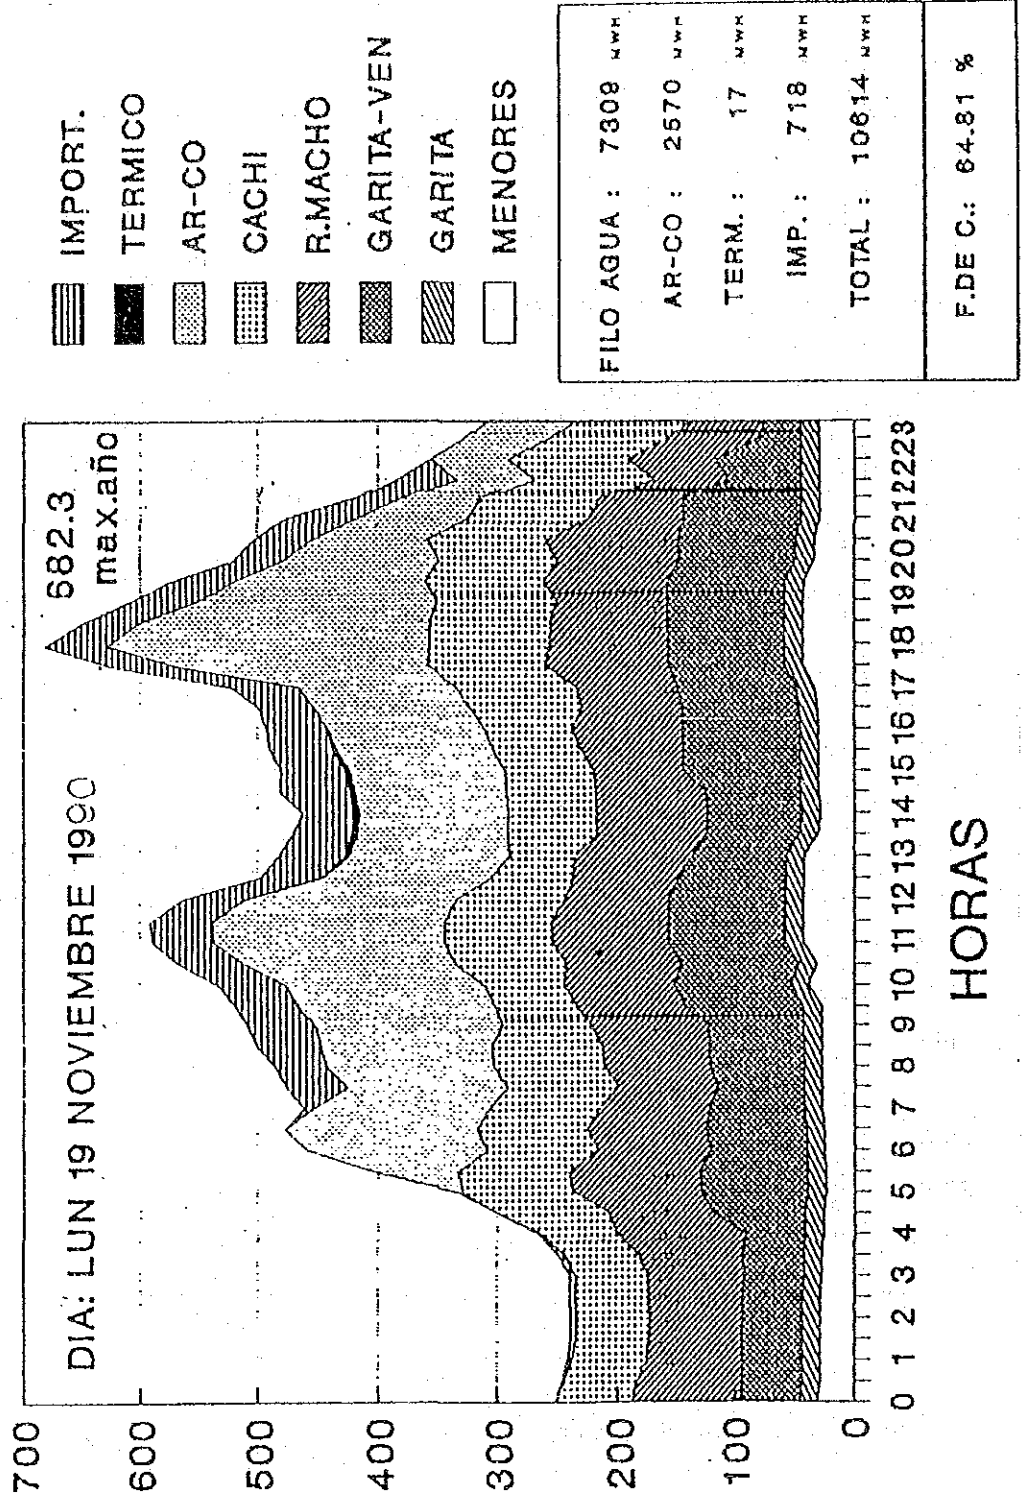 DIA: LUN 19 NOVIEMBRE 1990
682.3
max.año
700
600
500
400
300
200
100
0
0 1 2 3 4 5 6 7 8 9 10 11 12 13 14 15 16 17 18 19 20 21 22 23
HORAS
IMPORT.
TERMICO
AR-CO
CACHI
R.MACHO
GARITA-VEN
GARITA
MENORES
FILO AGUA : 7309 MWH
AR-CO : 2570 MWH
TERM. : 17 MWH
IMP. : 718 MWH
TOTAL : 10614 MWH
F.DE C.: 64.81 %